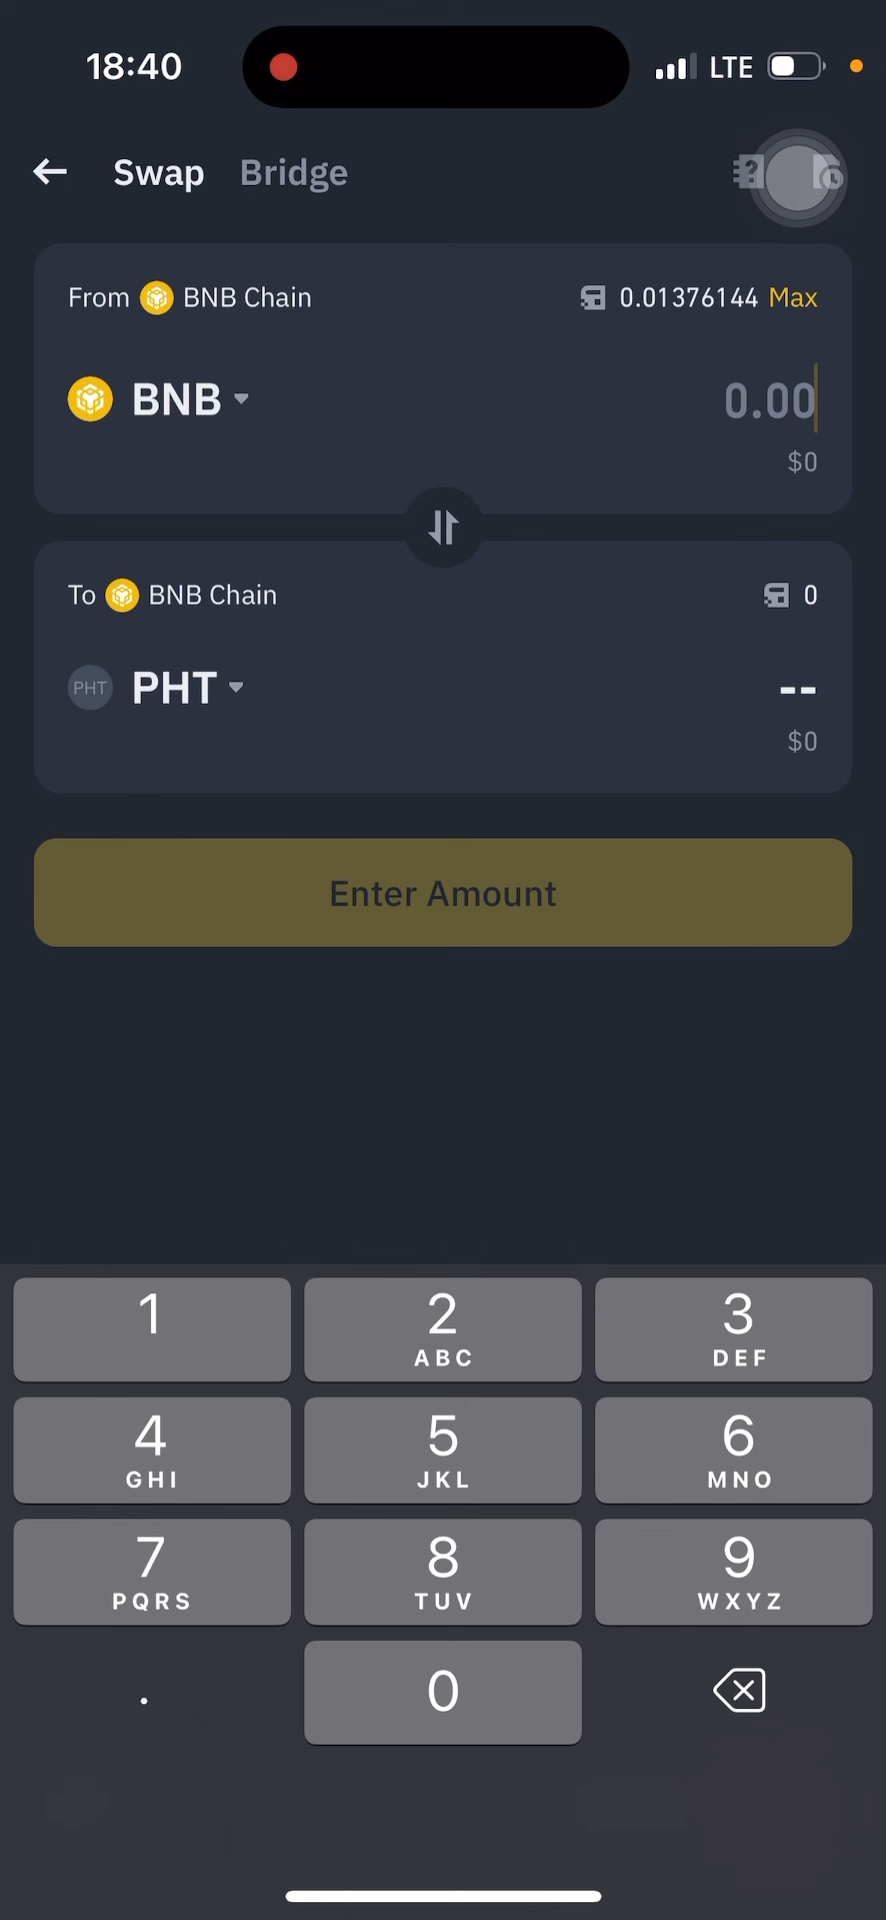 18:40 LTE
Swap Bridge
From BNB Chain 0.01376144 Max
BNB 0.00
$0
To BNB Chain 0
PHT PHT --
$0
Enter Amount
1 2 3
ABC DEF
4 5 6
GHI JKL MNO
7 8 9
PQRS TUV WXYZ
. 0